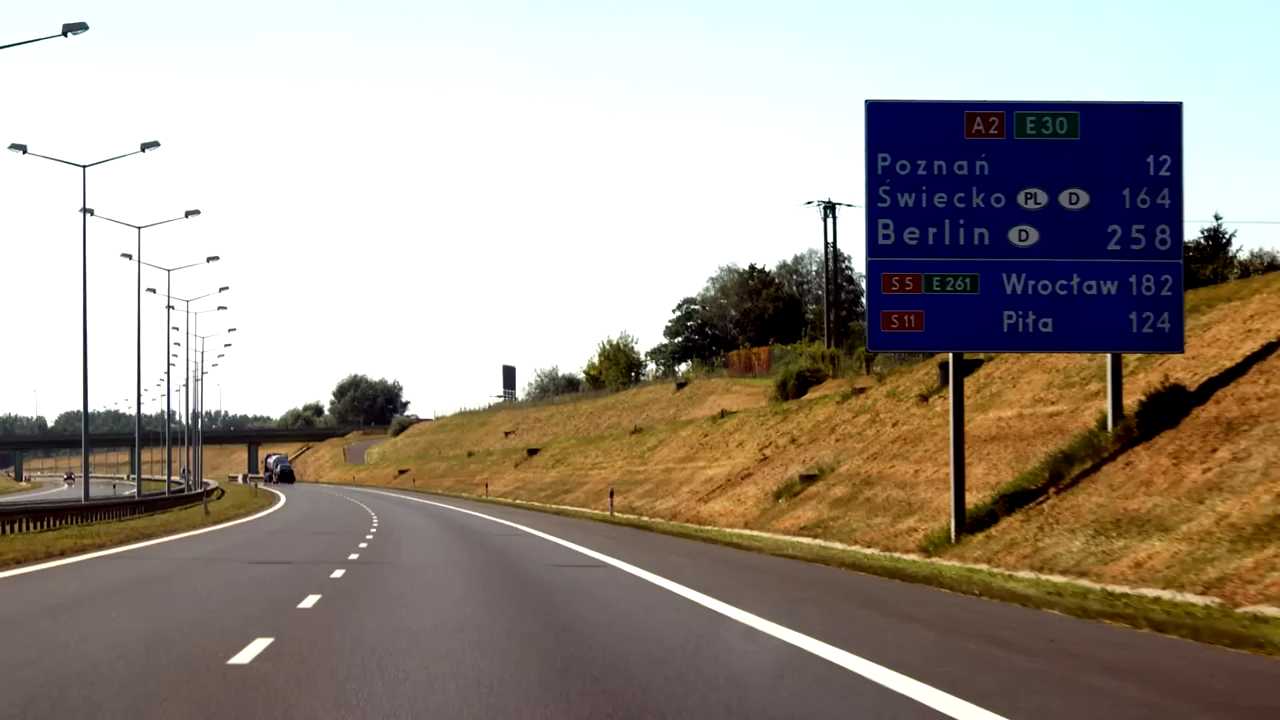 A2 E30
Poznań 12
Świecko PL D 164
Berlin D 258
S5 E261 Wrocław 182
S11 Piła 124